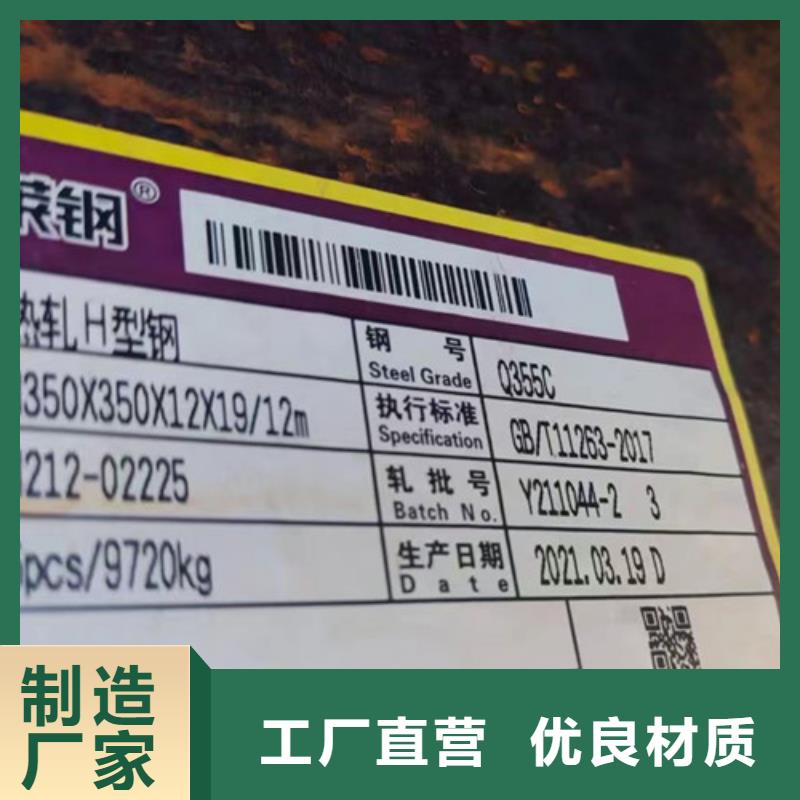 莱钢®
热轧H型钢
钢号 Q355C
Steel Grade
350X350X12X19/12m
执行标准 GB/T11263-2017
Specification
212-02225
轧批号 Y211044-2 3
Batch No.
pcs/9720kg
生产日期 2021.03.19 D
Date
制造
厂家
工厂直营 优良材质